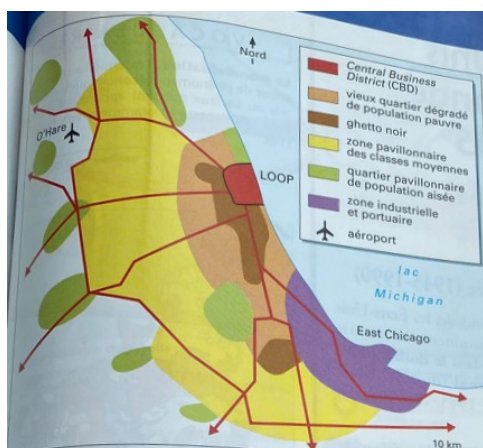 Nord
O'Hare
LOOP
Central Business
District (CBD)
vieux quartier dégradé
de population pauvre
ghetto noir
zone pavillonnaire
des classes moyennes
quartier pavillonnaire
de population aisée
zone industrielle
et portuaire
aéroport
lac
Michigan
East Chicago
10 km